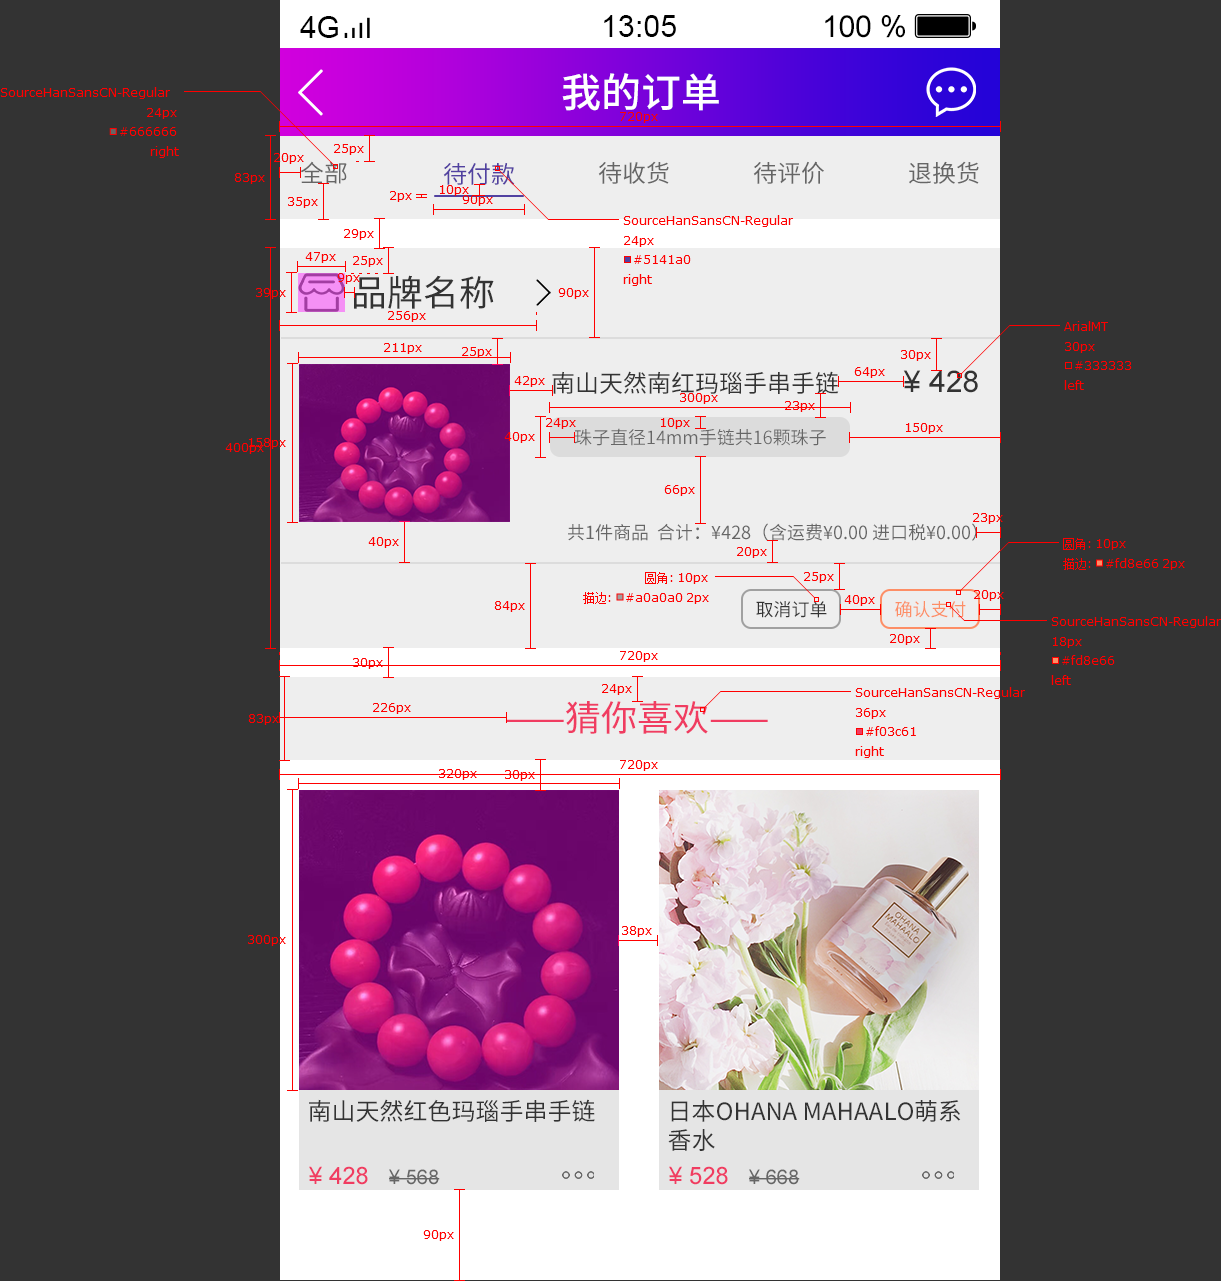 4G 13:05 100 %
我的订单
720px
SourceHanSansCN-Regular
24px
#666666
right
25px
20px
83px
35px
全部 待付款 待收货 待评价 退换货
2px 10px
90px
SourceHanSansCN-Regular
24px
#5141a0
right
29px
47px 25px
9px
39px
品牌名称
90px
256px
ArialMT
30px
#333333
left
211px 25px 30px
42px 南山天然南红玛瑙手串手链 64px ¥ 428
300px 23px
24px 10px 150px
40px 珠子直径14mm手链共16颗珠子
400px 158px
66px
23px
共1件商品 合计：¥428（含运费¥0.00 进口税¥0.00）
40px 20px
圆角: 10px
描边: #fd8e66 2px
圆角: 10px 25px
描边: #a0a0a0 2px
84px 取消订单 40px 确认支付 20px
20px
SourceHanSansCN-Regular
18px
#fd8e66
left
30px 720px
24px
SourceHanSansCN-Regular
36px
#f03c61
right
83px 226px
——猜你喜欢——
720px
320px 30px
300px 38px
OHANA
MAHAALO
南山天然红色玛瑙手串手链
¥ 428 ¥ 568
日本OHANA MAHAALO萌系
香水
¥ 528 ¥ 668
90px